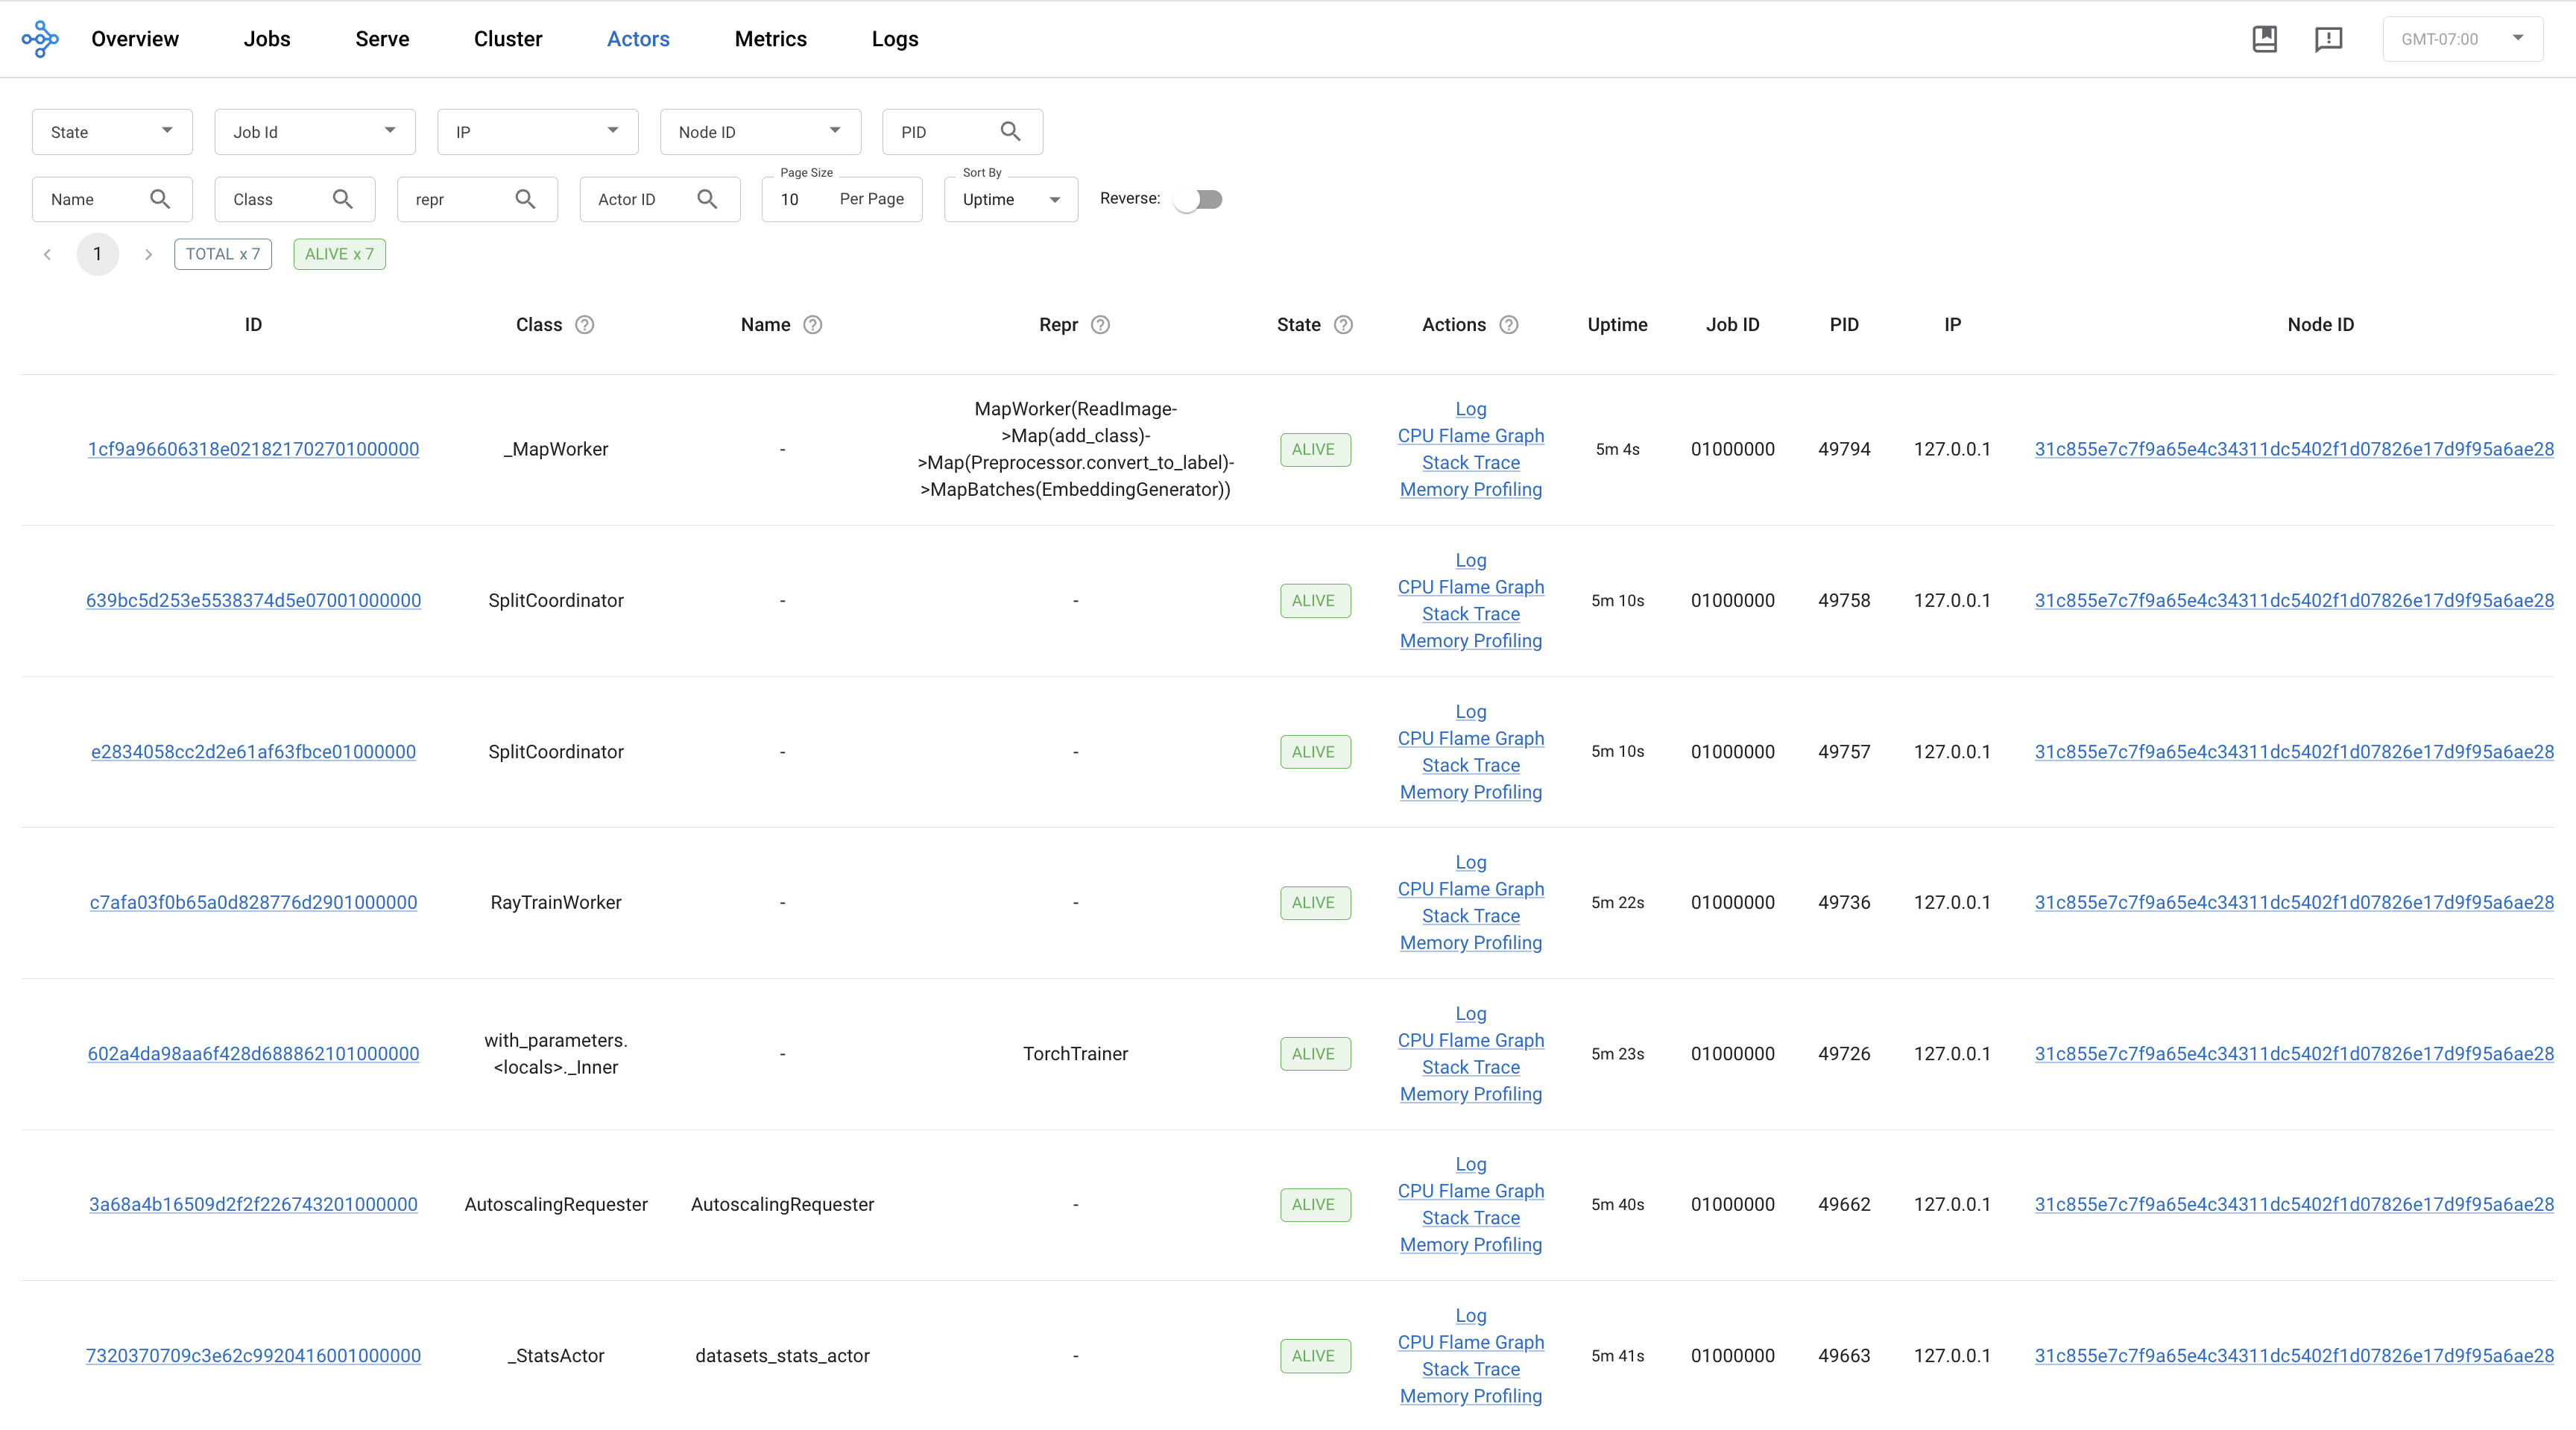 Overview Jobs Serve Cluster Actors Metrics Logs GMT-07:00
State Job Id IP Node ID PID
Page Size Sort By
Name Class repr Actor ID 10 Per Page Uptime Reverse:
1 TOTAL x 7 ALIVE x 7
ID Class Name Repr State Actions Uptime Job ID PID IP Node ID
MapWorker(ReadImage- Log
>Map(add_class)- CPU Flame Graph
1cf9a96606318e021821702701000000 _MapWorker - ALIVE 5m 4s 01000000 49794 127.0.0.1 31c855e7c7f9a65e4c34311dc5402f1d07826e17d9f95a6ae28
>Map(Preprocessor.convert_to_label)- Stack Trace
>MapBatches(EmbeddingGenerator)) Memory Profiling
Log
CPU Flame Graph
639bc5d253e5538374d5e07001000000 SplitCoordinator - - ALIVE 5m 10s 01000000 49758 127.0.0.1 31c855e7c7f9a65e4c34311dc5402f1d07826e17d9f95a6ae28
Stack Trace
Memory Profiling
Log
CPU Flame Graph
e2834058cc2d2e61af63fbce01000000 SplitCoordinator - - ALIVE 5m 10s 01000000 49757 127.0.0.1 31c855e7c7f9a65e4c34311dc5402f1d07826e17d9f95a6ae28
Stack Trace
Memory Profiling
Log
CPU Flame Graph
c7afa03f0b65a0d828776d2901000000 RayTrainWorker - - ALIVE 5m 22s 01000000 49736 127.0.0.1 31c855e7c7f9a65e4c34311dc5402f1d07826e17d9f95a6ae28
Stack Trace
Memory Profiling
Log
with_parameters. CPU Flame Graph
602a4da98aa6f428d688862101000000 - TorchTrainer ALIVE 5m 23s 01000000 49726 127.0.0.1 31c855e7c7f9a65e4c34311dc5402f1d07826e17d9f95a6ae28
<locals>._Inner Stack Trace
Memory Profiling
Log
CPU Flame Graph
3a68a4b16509d2f2f226743201000000 AutoscalingRequester AutoscalingRequester - ALIVE 5m 40s 01000000 49662 127.0.0.1 31c855e7c7f9a65e4c34311dc5402f1d07826e17d9f95a6ae28
Stack Trace
Memory Profiling
Log
CPU Flame Graph
7320370709c3e62c9920416001000000 _StatsActor datasets_stats_actor - ALIVE 5m 41s 01000000 49663 127.0.0.1 31c855e7c7f9a65e4c34311dc5402f1d07826e17d9f95a6ae28
Stack Trace
Memory Profiling